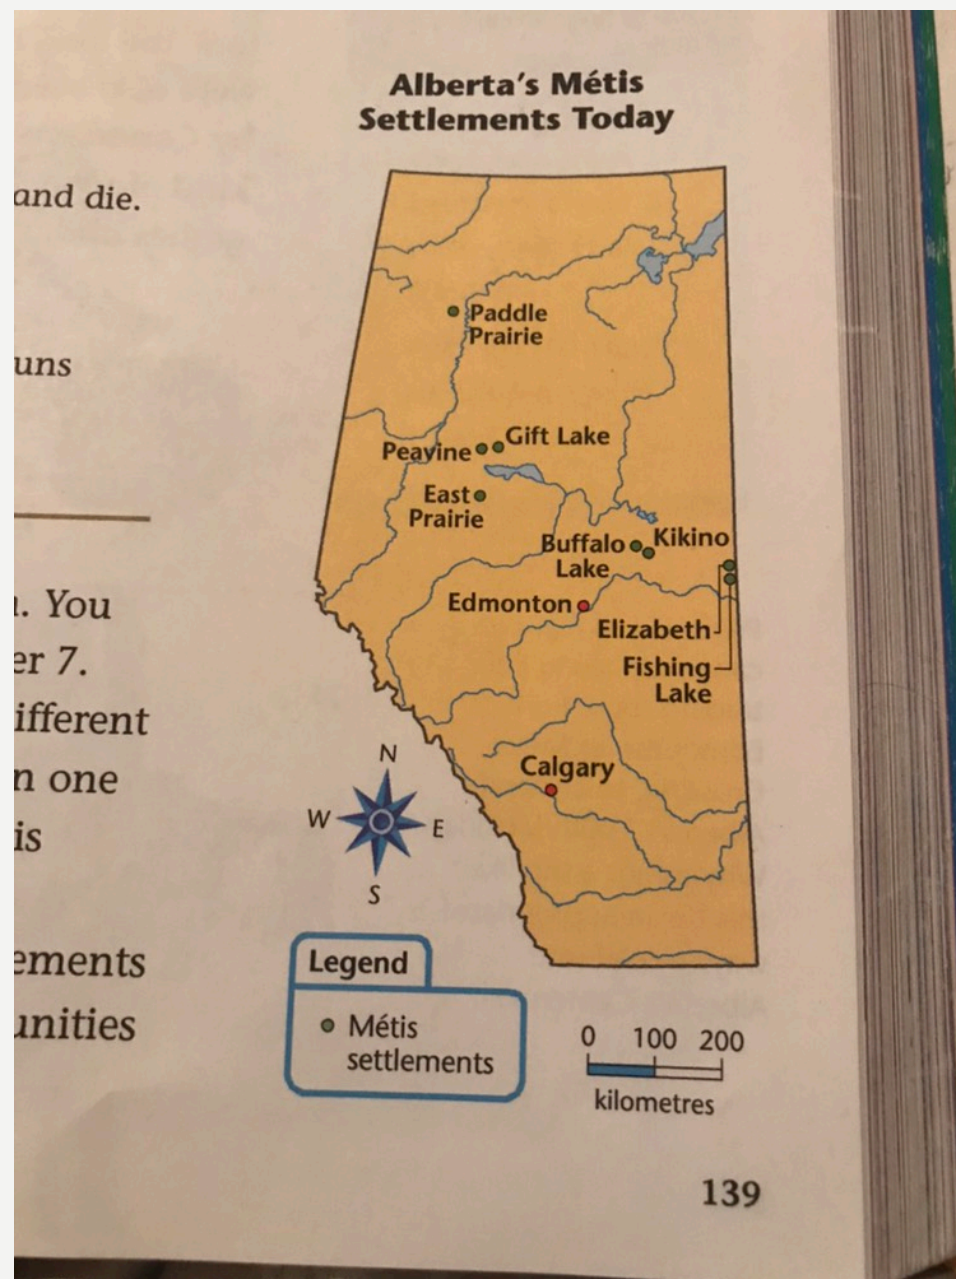 Alberta's Métis
Settlements Today
and die.
uns
. You
er 7.
ifferent
n one
is
ements
unities
Paddle
Prairie
Gift Lake
Peavine
East
Prairie
Buffalo
Lake
Kikino
Edmonton
Elizabeth
Fishing
Lake
Calgary
N
W
E
S
Legend
Métis
settlements
0 100 200
kilometres
139